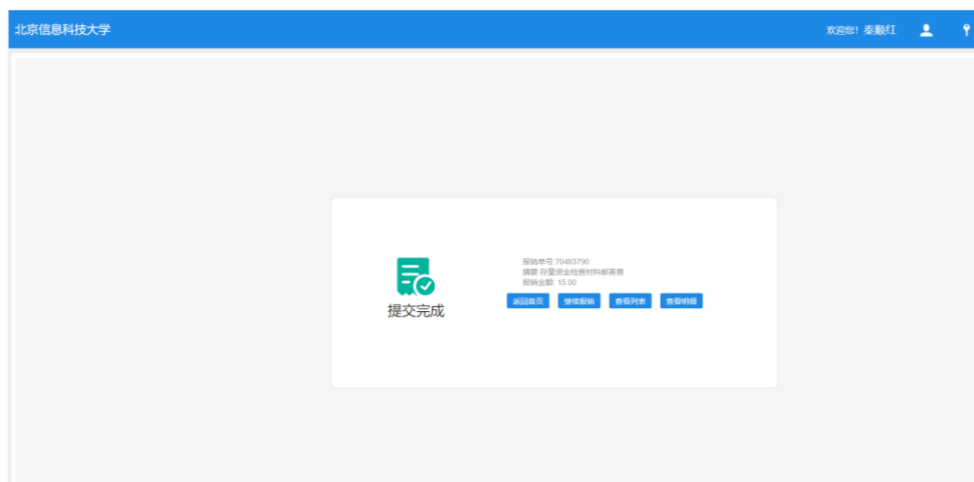 北京信息科技大学
欢迎您! 秦顺红
报销单号:70483790
摘要:存量资金检查材料邮寄费
报销金额: 15.00
返回首页 继续报销 查看列表 查看明细
提交完成